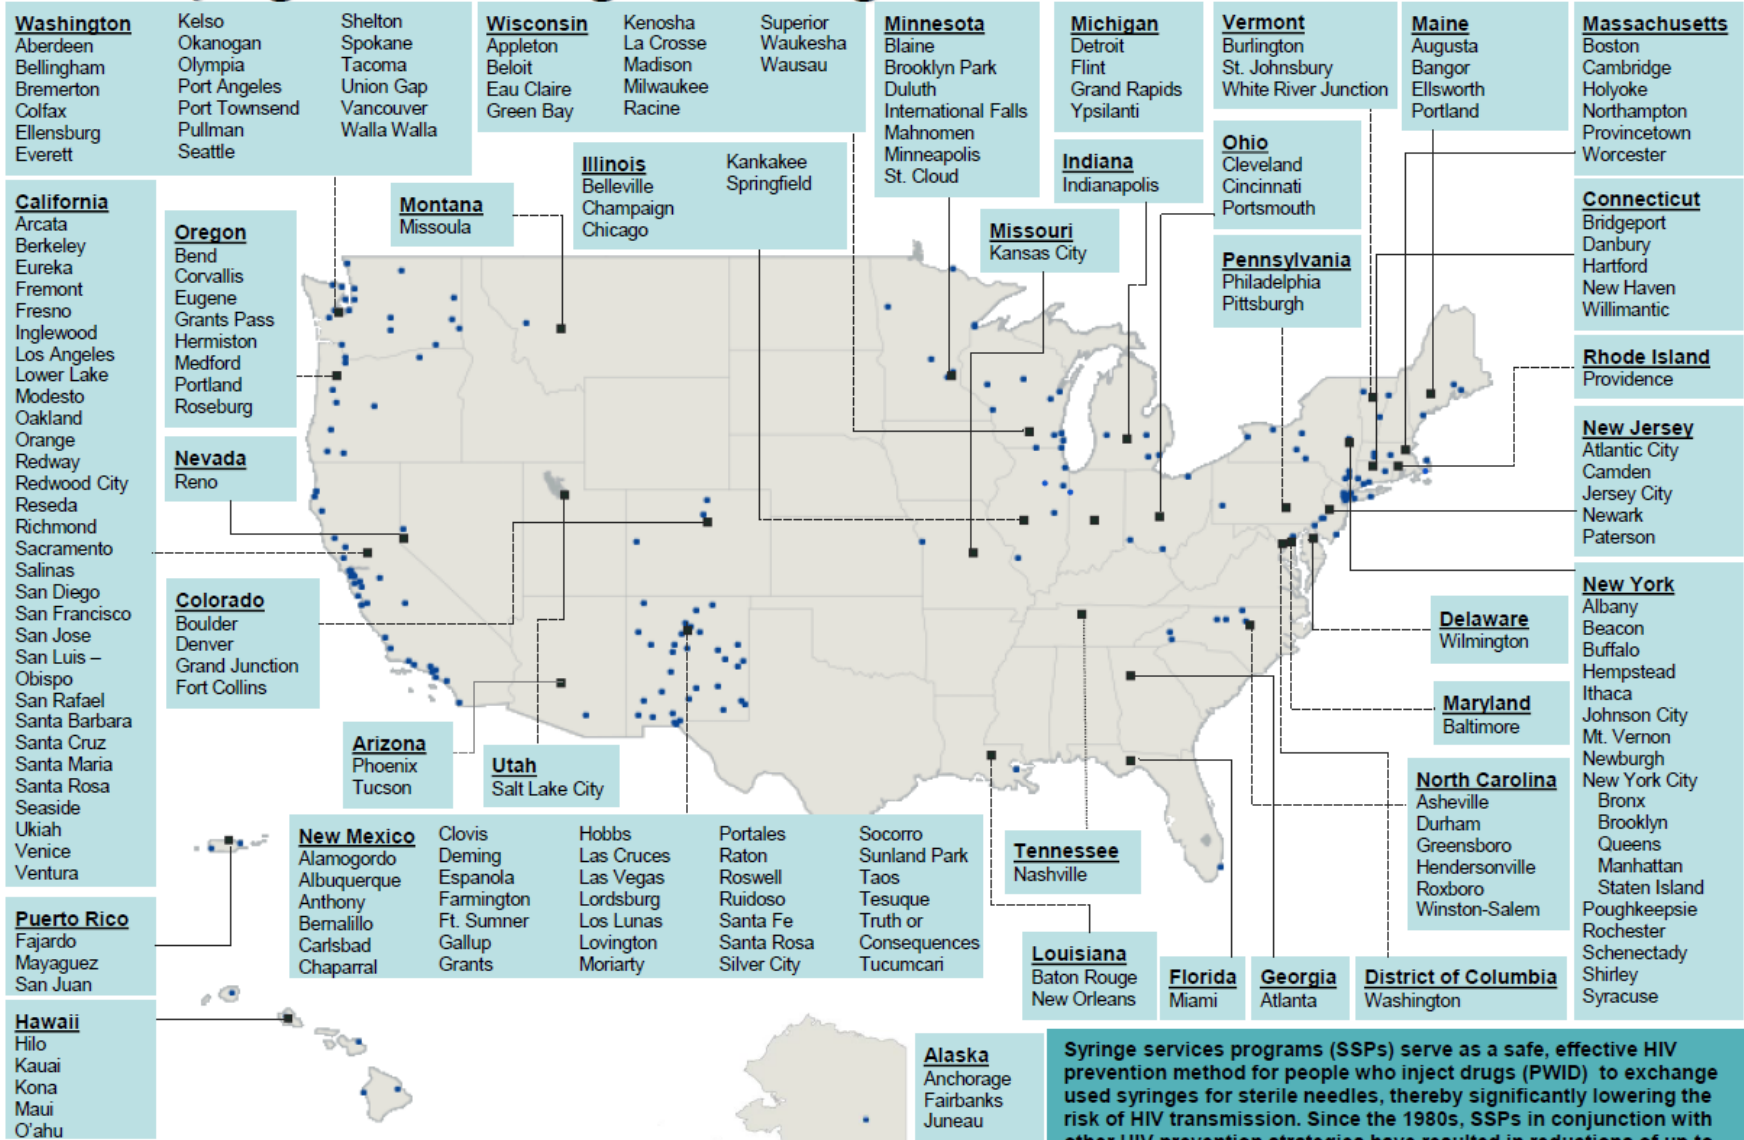 Washington
Aberdeen
Bellingham
Bremerton
Colfax
Ellensburg
Everett
Kelso
Okanogan
Olympia
Port Angeles
Port Townsend
Pullman
Seattle
Shelton
Spokane
Tacoma
Union Gap
Vancouver
Walla Walla
Wisconsin
Appleton
Beloit
Eau Claire
Green Bay
Kenosha
La Crosse
Madison
Milwaukee
Racine
Superior
Waukesha
Wausau
Minnesota
Blaine
Brooklyn Park
Duluth
International Falls
Mahnomen
Minneapolis
St. Cloud
Michigan
Detroit
Flint
Grand Rapids
Ypsilanti
Vermont
Burlington
St. Johnsbury
White River Junction
Maine
Augusta
Bangor
Ellsworth
Portland
Massachusetts
Boston
Cambridge
Holyoke
Northampton
Provincetown
Worcester
California
Arcata
Berkeley
Eureka
Fremont
Fresno
Inglewood
Los Angeles
Lower Lake
Modesto
Oakland
Orange
Redway
Redwood City
Reseda
Richmond
Sacramento
Salinas
San Diego
San Francisco
San Jose
San Luis –
Obispo
San Rafael
Santa Barbara
Santa Cruz
Santa Maria
Santa Rosa
Seaside
Ukiah
Venice
Ventura
Oregon
Bend
Corvallis
Eugene
Grants Pass
Hermiston
Medford
Portland
Roseburg
Montana
Missoula
Illinois
Belleville
Champaign
Chicago
Kankakee
Springfield
Missouri
Kansas City
Indiana
Indianapolis
Ohio
Cleveland
Cincinnati
Portsmouth
Pennsylvania
Philadelphia
Pittsburgh
Connecticut
Bridgeport
Danbury
Hartford
New Haven
Willimantic
Rhode Island
Providence
New Jersey
Atlantic City
Camden
Jersey City
Newark
Paterson
Nevada
Reno
Colorado
Boulder
Denver
Grand Junction
Fort Collins
Arizona
Phoenix
Tucson
Utah
Salt Lake City
New York
Albany
Beacon
Buffalo
Hempstead
Ithaca
Johnson City
Mt. Vernon
Newburgh
New York City
Bronx
Brooklyn
Queens
Manhattan
Staten Island
Poughkeepsie
Rochester
Schenectady
Shirley
Syracuse
Delaware
Wilmington
Maryland
Baltimore
North Carolina
Asheville
Durham
Greensboro
Hendersonville
Roxboro
Winston-Salem
New Mexico
Alamogordo
Albuquerque
Anthony
Bernalillo
Carlsbad
Chaparral
Clovis
Deming
Espanola
Farmington
Ft. Sumner
Gallup
Grants
Hobbs
Las Cruces
Las Vegas
Lordsburg
Los Lunas
Lovington
Moriarty
Portales
Raton
Roswell
Ruidoso
Santa Fe
Santa Rosa
Silver City
Socorro
Sunland Park
Taos
Tesuque
Truth or
Consequences
Tucumcari
Tennessee
Nashville
Louisiana
Baton Rouge
New Orleans
Florida
Miami
Georgia
Atlanta
District of Columbia
Washington
Puerto Rico
Fajardo
Mayaguez
San Juan
Hawaii
Hilo
Kauai
Kona
Maui
O'ahu
Alaska
Anchorage
Fairbanks
Juneau
Syringe services programs (SSPs) serve as a safe, effective HIV
prevention method for people who inject drugs (PWID) to exchange
used syringes for sterile needles, thereby significantly lowering the
risk of HIV transmission. Since the 1980s, SSPs in conjunction with
other HIV prevention strategies have resulted in reductions of up to